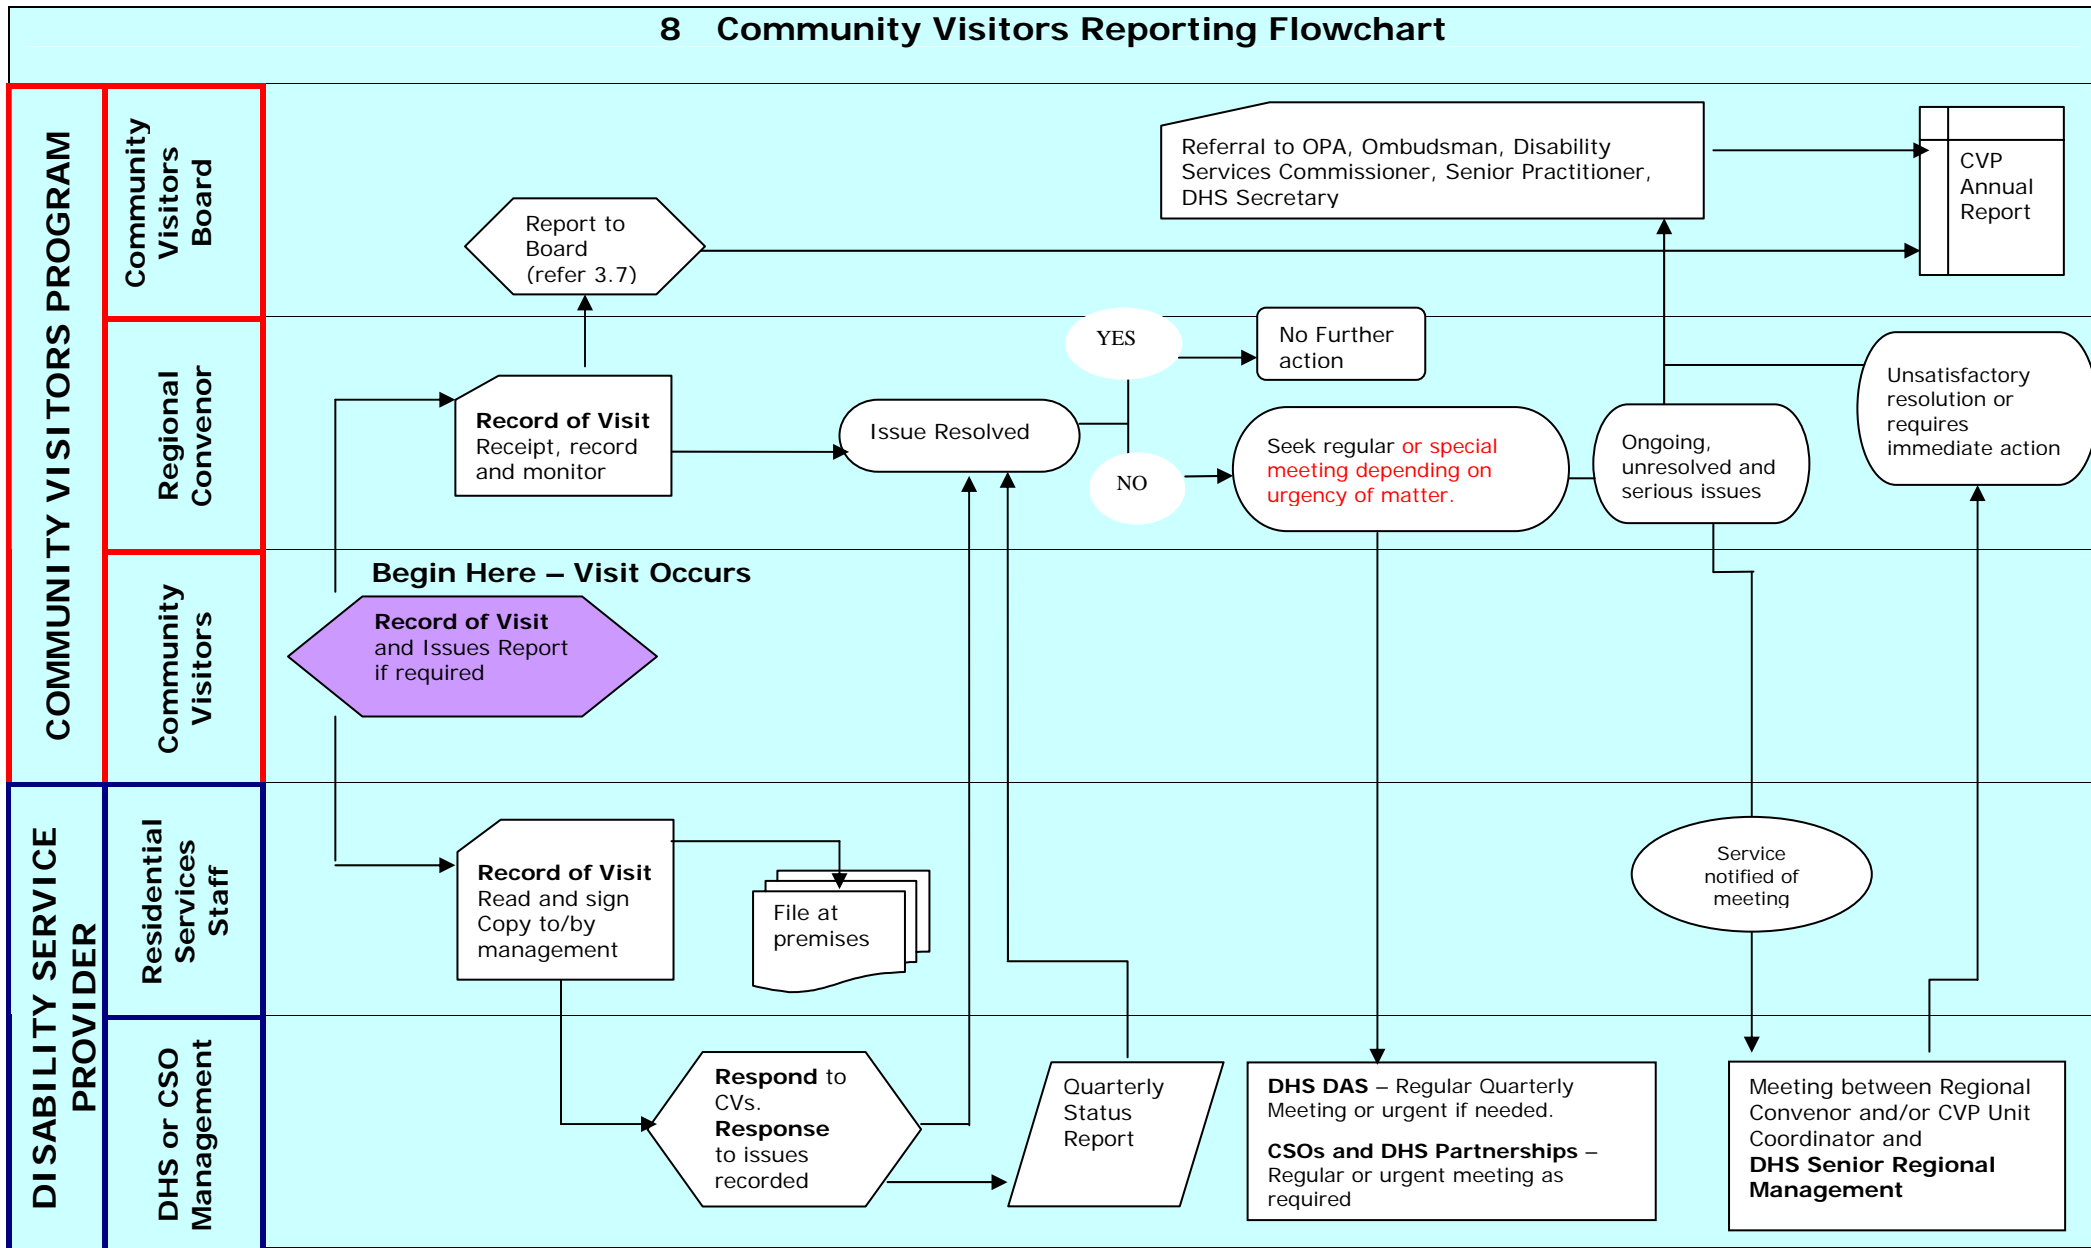 8 Community Visitors Reporting Flowchart
COMMUNITY VISITORS PROGRAM
Community
Visitors
Board
Report to
Board
(refer 3.7)
Referral to OPA, Ombudsman, Disability
Services Commissioner, Senior Practitioner,
DHS Secretary
CVP
Annual
Report
Regional
Convenor
Record of Visit
Receipt, record
and monitor
Issue Resolved
YES
No Further
action
NO
Seek regular or special
meeting depending on
urgency of matter.
Ongoing,
unresolved and
serious issues
Unsatisfactory
resolution or
requires
immediate action
Community
Visitors
Begin Here – Visit Occurs
Record of Visit
and Issues Report
if required
DISABILITY SERVICE
PROVIDER
Residential
Services
Staff
Record of Visit
Read and sign
Copy to/by
management
File at
premises
Service
notified of
meeting
DHS or CSO
Management
Respond to
CVs.
Response
to issues
recorded
Quarterly
Status
Report
DHS DAS – Regular Quarterly
Meeting or urgent if needed.
CSOs and DHS Partnerships –
Regular or urgent meeting as
required
Meeting between Regional
Convenor and/or CVP Unit
Coordinator and
DHS Senior Regional
Management